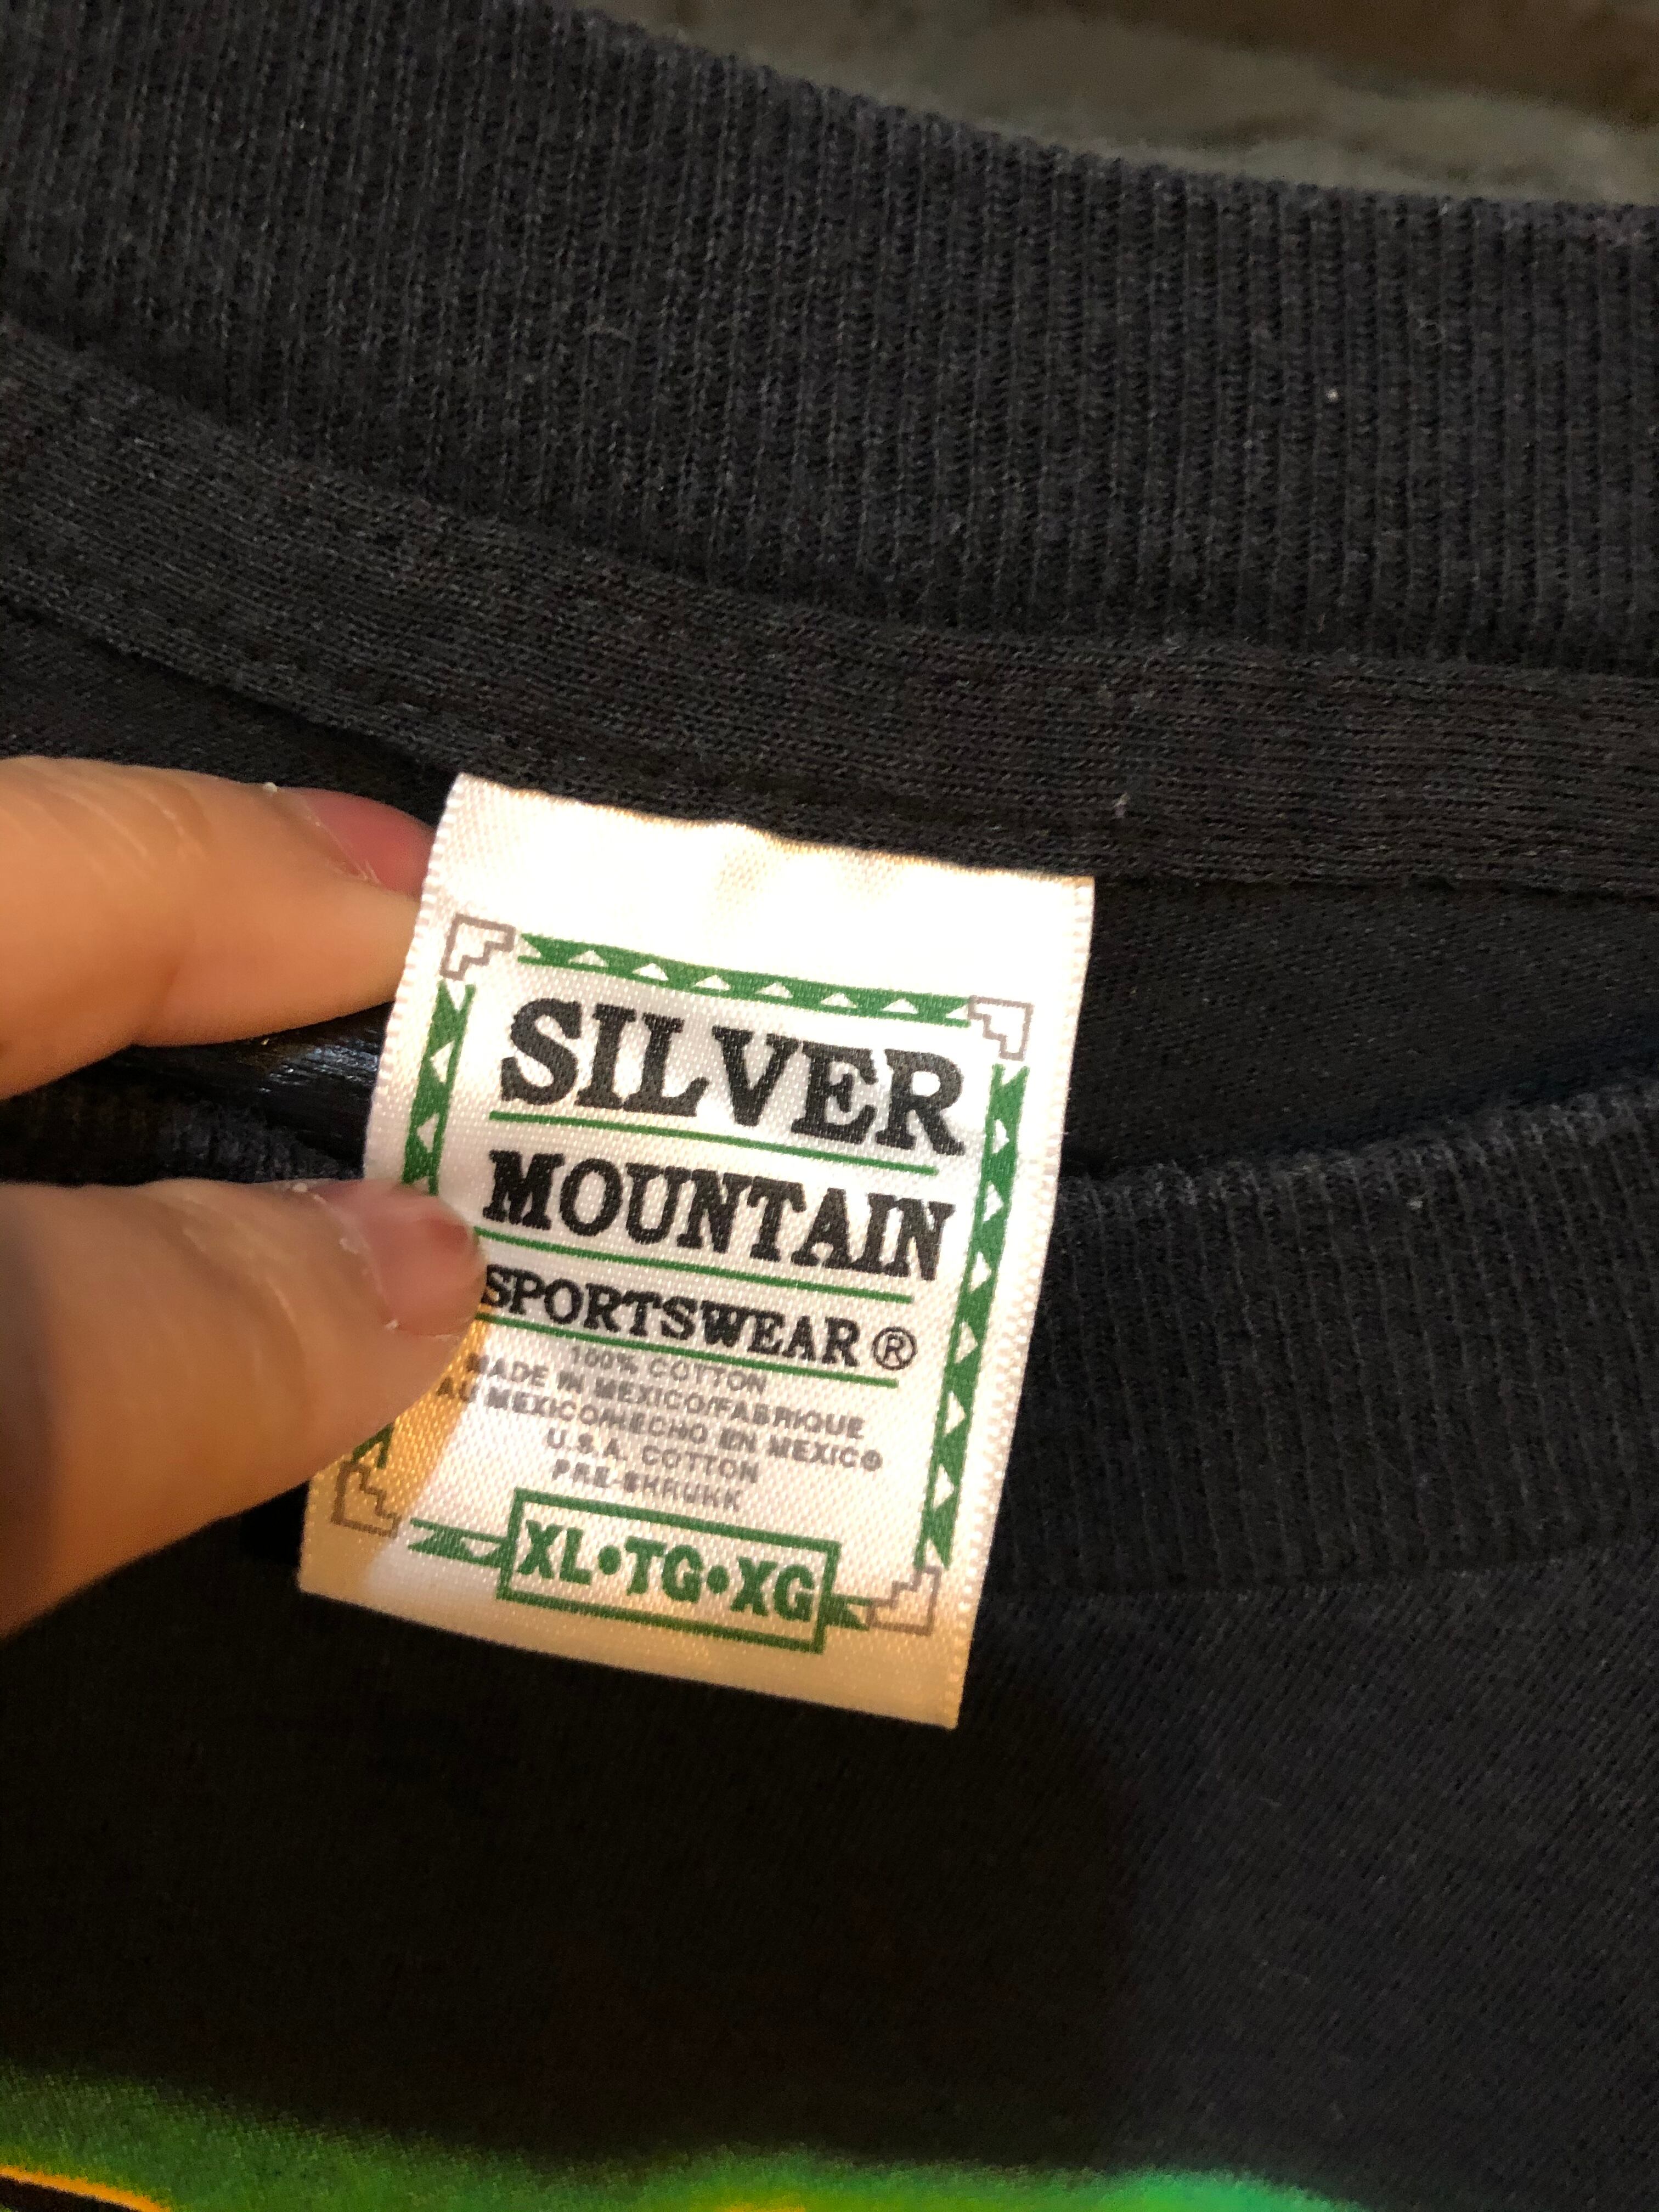 SILVER
MOUNTAIN
SPORTSWEAR®
100% COTTON
MADE IN MEXICO/FABRIQUE
AU MEXICO/HECHO EN MEXICO
U.S.A. COTTON
PRE-SHRUNK
XL•TG•XG